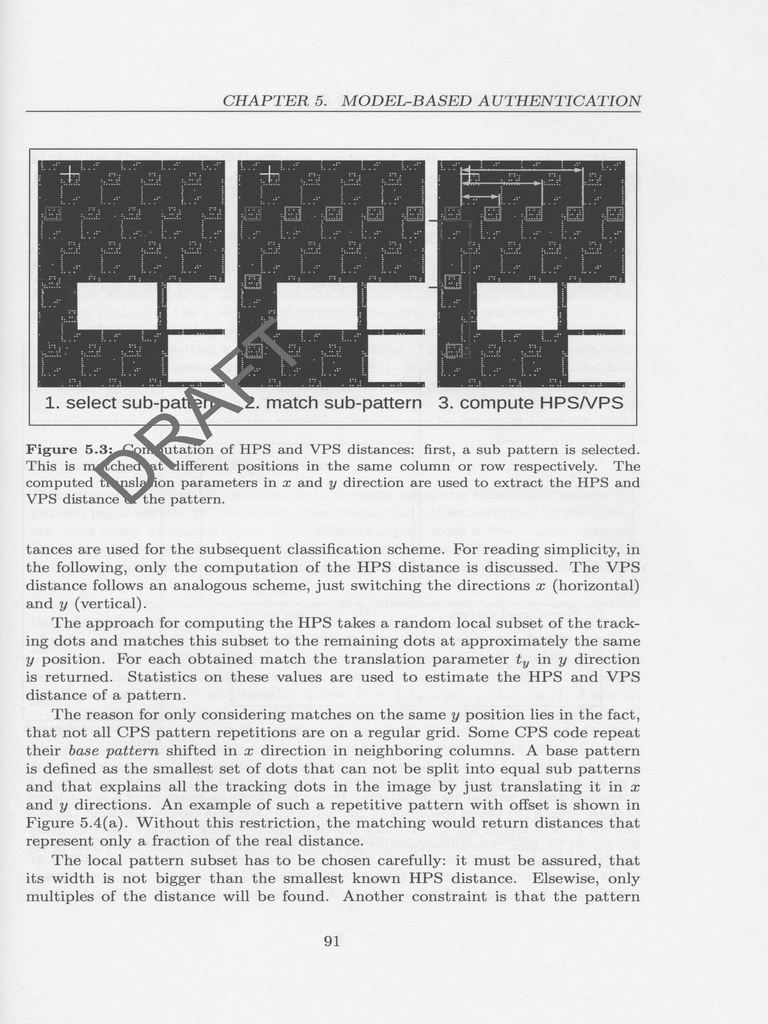 CHAPTER 5. MODEL-BASED AUTHENTICATION
1. select sub-pattern 2. match sub-pattern 3. compute HPS/VPS
DRAFT
Figure 5.3: Computation of HPS and VPS distances: first, a sub pattern is selected.
This is matched at different positions in the same column or row respectively. The
computed translation parameters in x and y direction are used to extract the HPS and
VPS distance of the pattern.
tances are used for the subsequent classification scheme. For reading simplicity, in
the following, only the computation of the HPS distance is discussed. The VPS
distance follows an analogous scheme, just switching the directions x (horizontal)
and y (vertical).
The approach for computing the HPS takes a random local subset of the track-
ing dots and matches this subset to the remaining dots at approximately the same
y position. For each obtained match the translation parameter ty in y direction
is returned. Statistics on these values are used to estimate the HPS and VPS
distance of a pattern.
The reason for only considering matches on the same y position lies in the fact,
that not all CPS pattern repetitions are on a regular grid. Some CPS code repeat
their base pattern shifted in x direction in neighboring columns. A base pattern
is defined as the smallest set of dots that can not be split into equal sub patterns
and that explains all the tracking dots in the image by just translating it in x
and y directions. An example of such a repetitive pattern with offset is shown in
Figure 5.4(a). Without this restriction, the matching would return distances that
represent only a fraction of the real distance.
The local pattern subset has to be chosen carefully: it must be assured, that
its width is not bigger than the smallest known HPS distance. Elsewise, only
multiples of the distance will be found. Another constraint is that the pattern
91